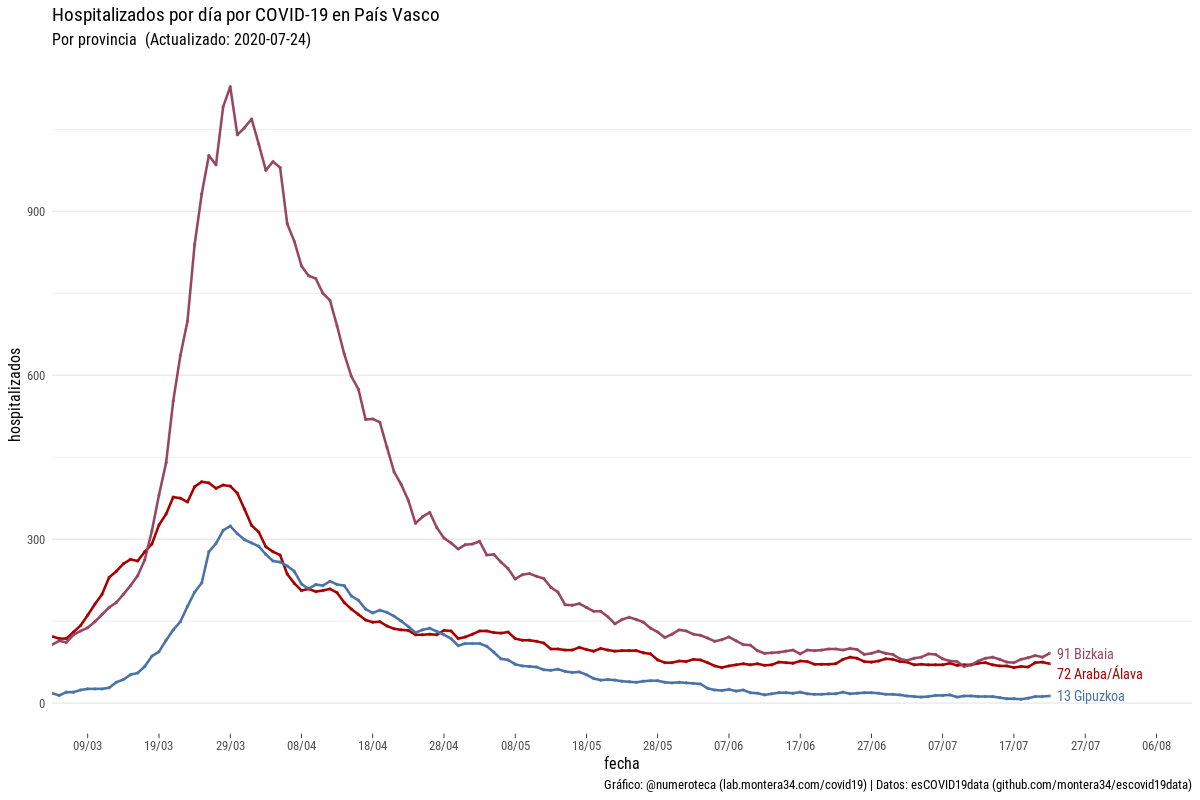 Hospitalizados por día por COVID-19 en País Vasco
Por provincia (Actualizado: 2020-07-24)
hospitalizados
900
600
300
0
91 Bizkaia
72 Araba/Álava
13 Gipuzkoa
09/03 19/03 29/03 08/04 18/04 28/04 08/05 18/05 28/05 07/06 17/06 27/06 07/07 17/07 27/07 06/08
fecha
Gráfico: @numeroteca (lab.montera34.com/covid19) | Datos: esCOVID19data (github.com/montera34/escovid19data)